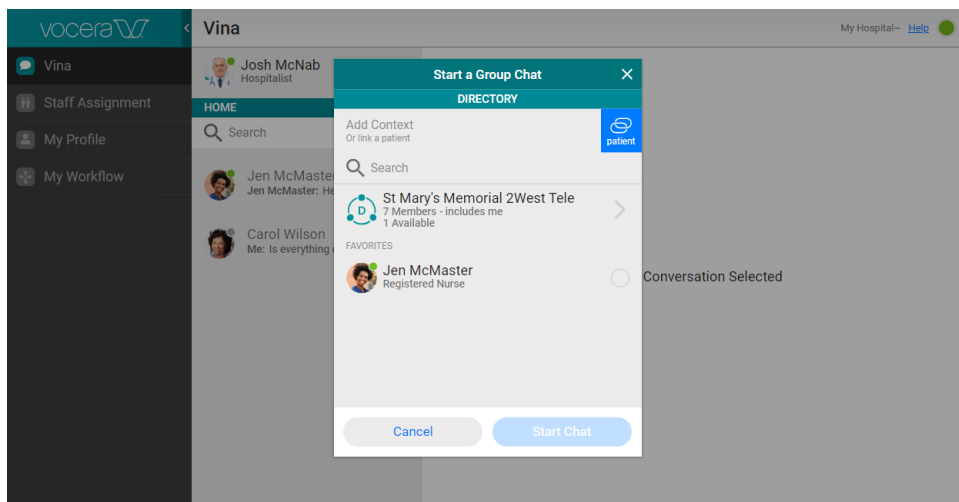 vocera
Vina
My Hospital~ Help
Vina
Staff Assignment
My Profile
My Workflow
Josh McNab
Hospitalist
HOME
Search
Jen McMaste
Jen McMaster: He
Carol Wilson
Me: Is everything
Start a Group Chat
DIRECTORY
Add Context
Or link a patient
patient
Search
D
St Mary's Memorial 2West Tele
7 Members - includes me
1 Available
FAVORITES
Jen McMaster
Registered Nurse
Cancel
Start Chat
Conversation Selected